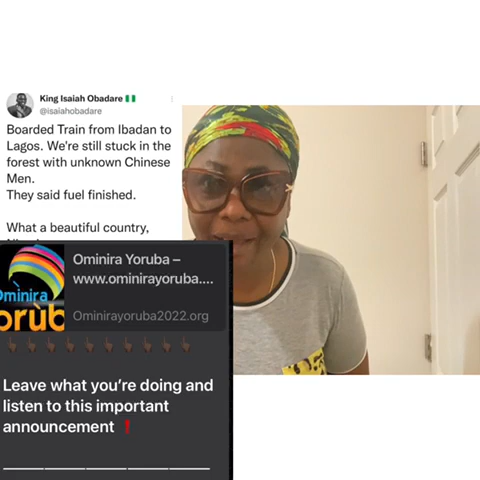 King Isaiah Obadare
@isaiahobadare
Boarded Train from Ibadan to
Lagos. We're still stuck in the
forest with unknown Chinese
Men.
They said fuel finished.
What a beautiful country,
Ominira Yoruba –
www.ominirayoruba....
Ominirayoruba2022.org
Leave what you're doing and
listen to this important
announcement ❗